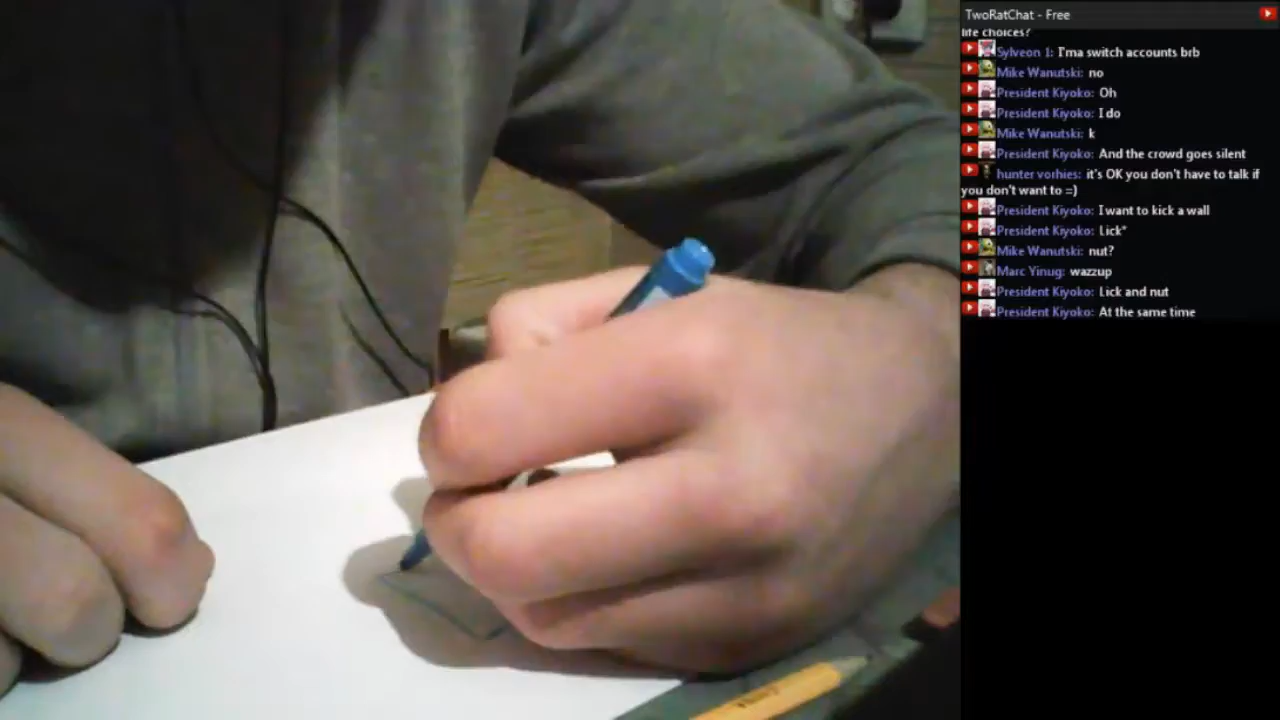 TwoRatChat - Free
life choices?
Sylveon 1: I'ma switch accounts brb
Mike Wanutski: no
President Kiyoko: Oh
President Kiyoko: I do
Mike Wanutski: k
President Kiyoko: And the crowd goes silent
hunter vorhies: it's OK you don't have to talk if
you don't want to =)
President Kiyoko: I want to kick a wall
President Kiyoko: Lick*
Mike Wanutski: nut?
Marc Yinug: wazzup
President Kiyoko: Lick and nut
President Kiyoko: At the same time